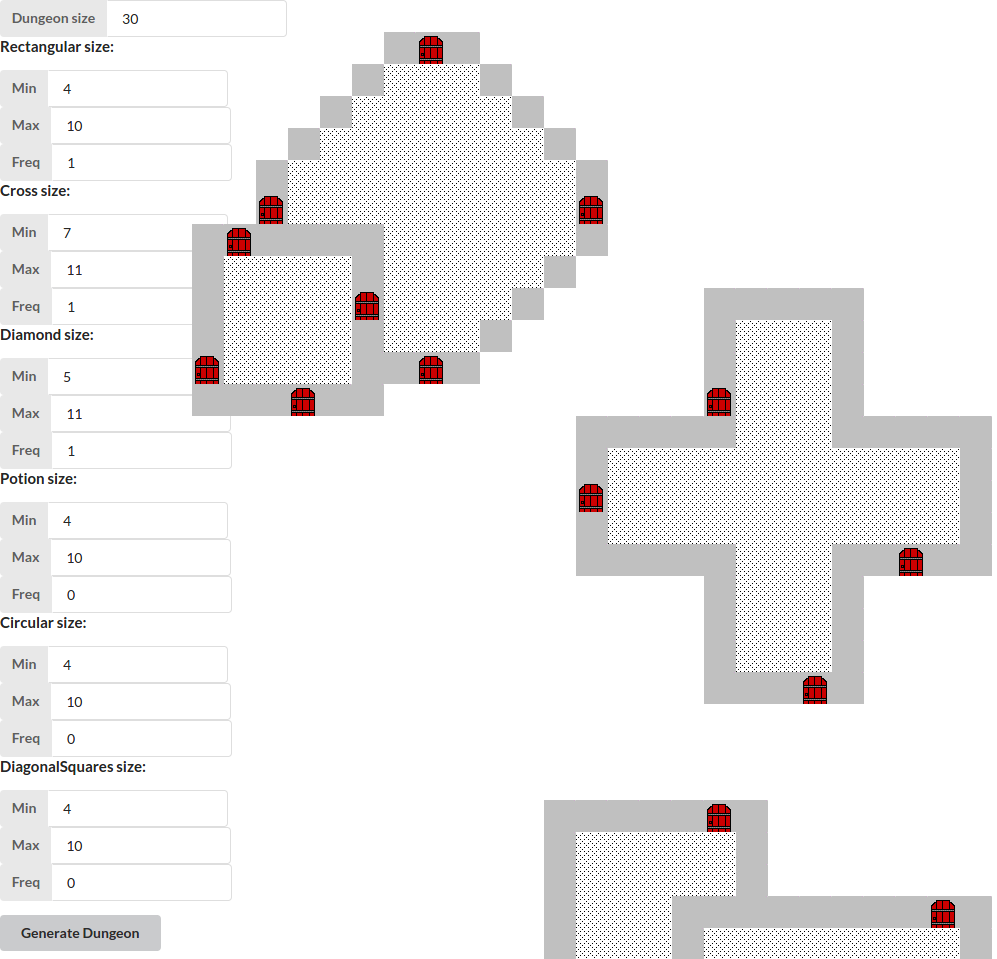 Dungeon size 30
Rectangular size:
Min 4
Max 10
Freq 1
Cross size:
Min 7
Max 11
Freq 1
Diamond size:
Min 5
Max 11
Freq 1
Potion size:
Min 4
Max 10
Freq 0
Circular size:
Min 4
Max 10
Freq 0
DiagonalSquares size:
Min 4
Max 10
Freq 0
Generate Dungeon